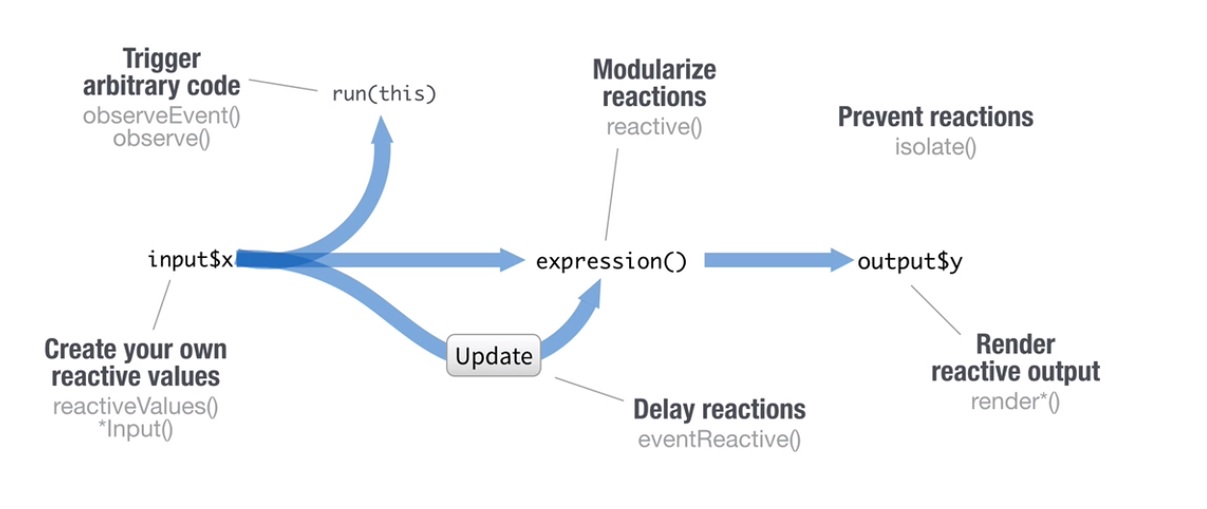 Trigger
arbitrary code
observeEvent()
observe()
run(this)
Modularize
reactions
reactive()
Prevent reactions
isolate()
input$x
expression()
output$y
Create your own
reactive values
reactiveValues()
*Input()
Update
Delay reactions
eventReactive()
Render
reactive output
render*()